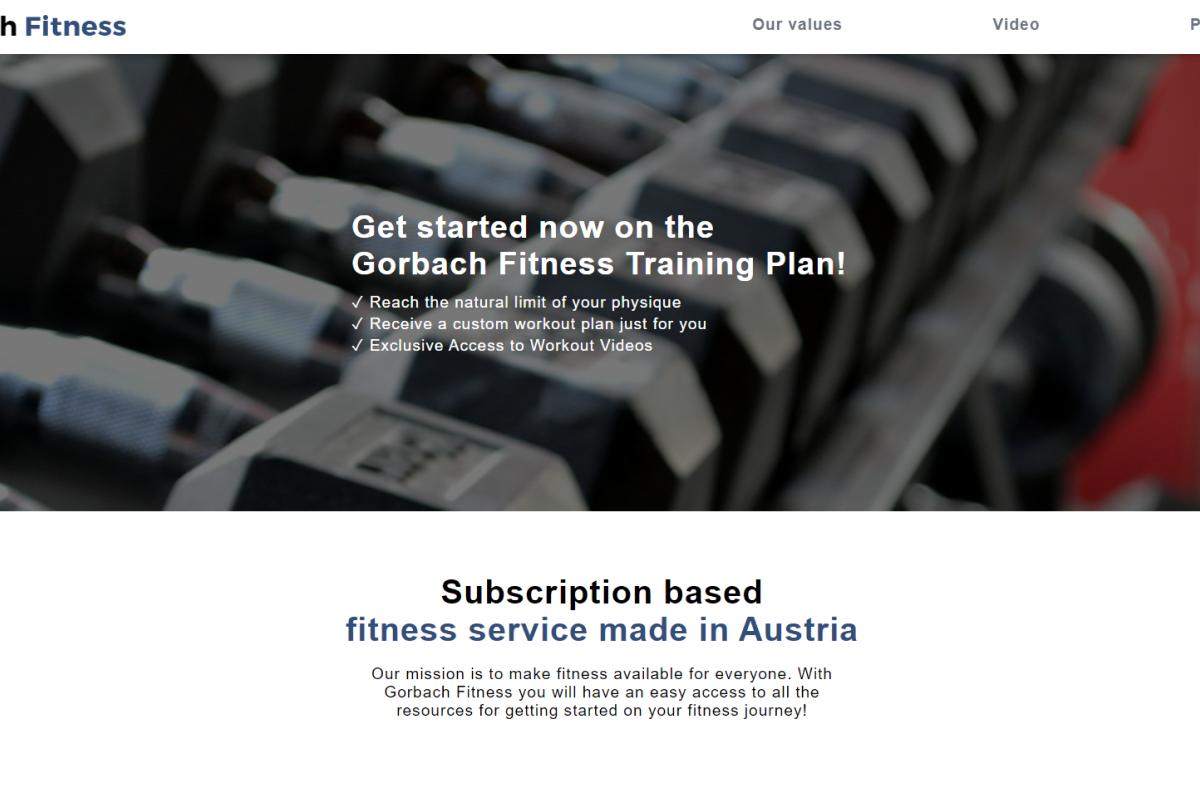 h Fitness
Our values
Video
P
Get started now on the
Gorbach Fitness Training Plan!
✓ Reach the natural limit of your physique
✓ Receive a custom workout plan just for you
✓ Exclusive Access to Workout Videos
Subscription based
fitness service made in Austria
Our mission is to make fitness available for everyone. With
Gorbach Fitness you will have an easy access to all the
resources for getting started on your fitness journey!